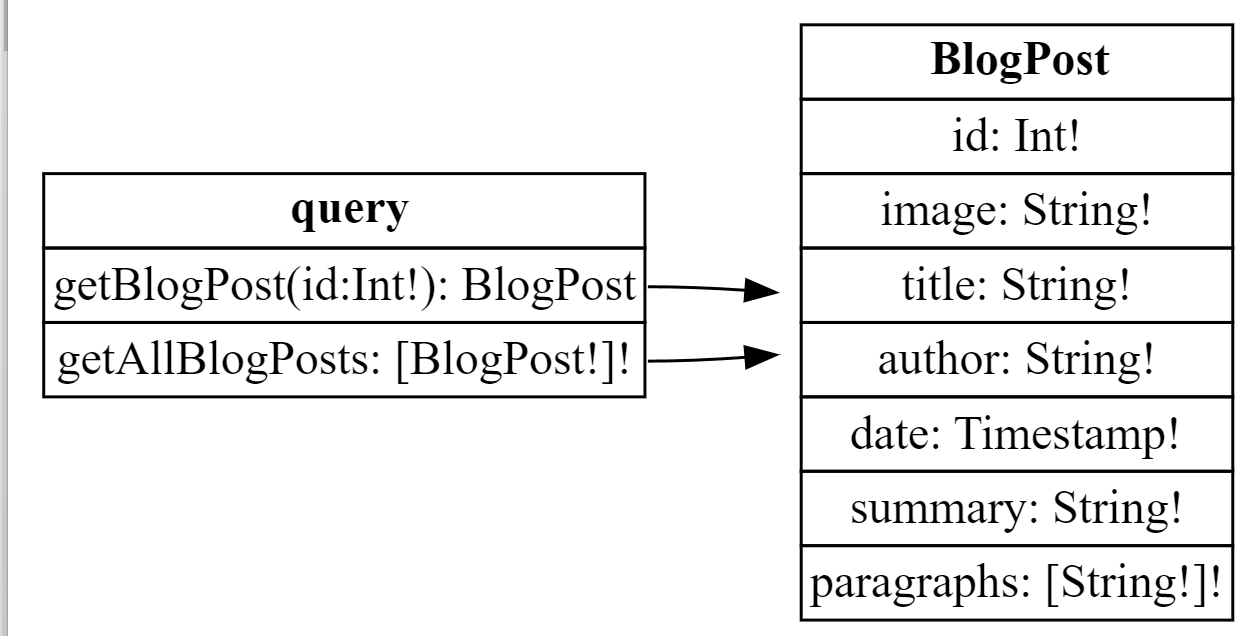 query
getBlogPost(id:Int!): BlogPost
getAllBlogPosts: [BlogPost!]!
BlogPost
id: Int!
image: String!
title: String!
author: String!
date: Timestamp!
summary: String!
paragraphs: [String!]!